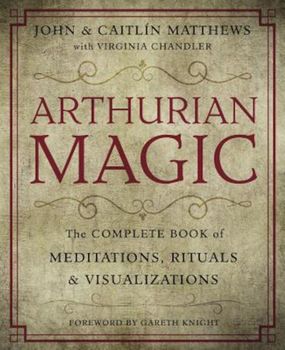 JOHN & CAITLÍN MATTHEWS
with VIRGINIA CHANDLER
ARTHURIAN
MAGIC
The COMPLETE BOOK of
MEDITATIONS, RITUALS
& VISUALIZATIONS
FOREWORD BY GARETH KNIGHT